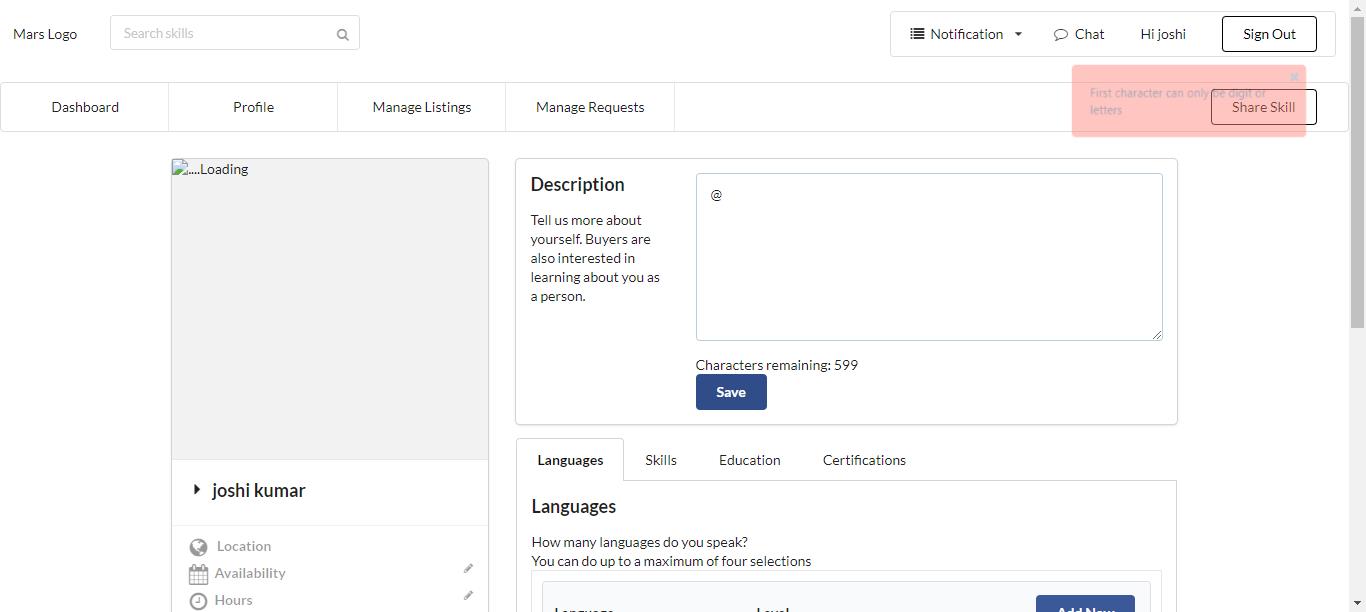 Mars Logo
Search skills
Notification
Chat
Hi joshi
Sign Out
Dashboard
Profile
Manage Listings
Manage Requests
First character can only be digit or
letters
Share Skill
....Loading
Description
Tell us more about
yourself. Buyers are
also interested in
learning about you as
a person.
@
Characters remaining: 599
Save
joshi kumar
Location
Availability
Hours
Languages
Skills
Education
Certifications
Languages
How many languages do you speak?
You can do up to a maximum of four selections
Language
Level
Add New